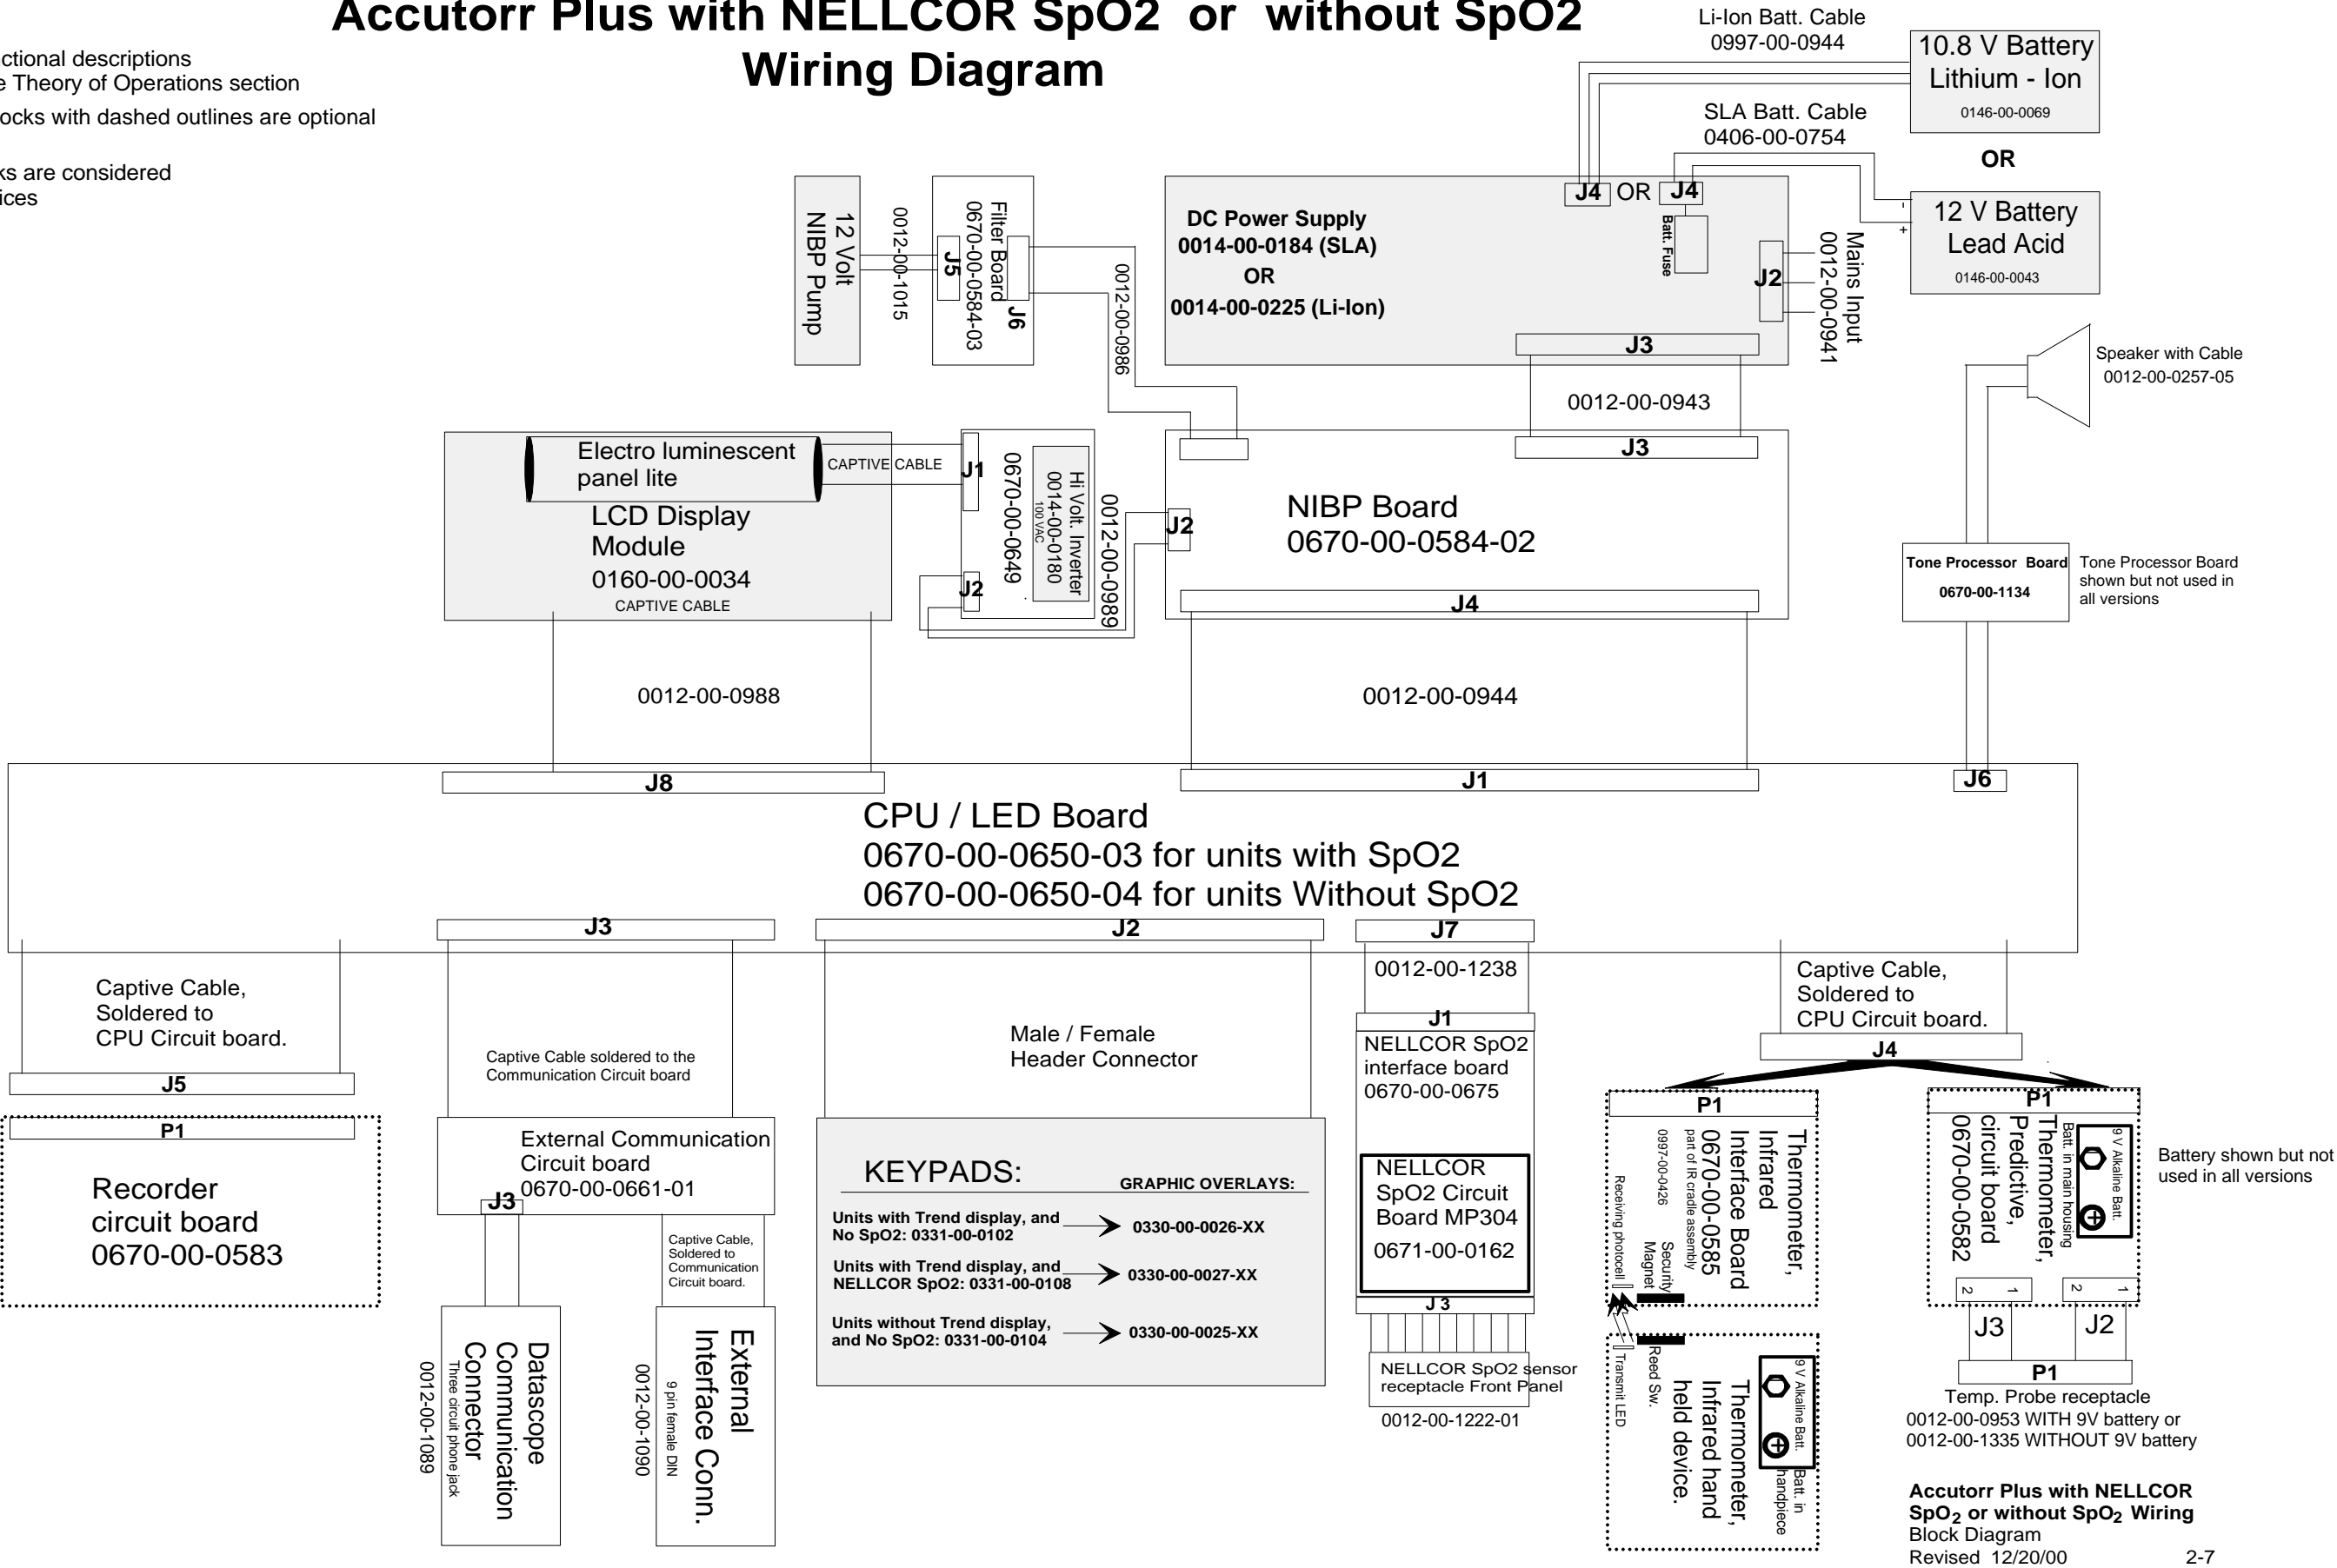 Accutorr Plus with NELLCOR SpO2 or without SpO2
Wiring Diagram
ctional descriptions
e Theory of Operations section
ocks with dashed outlines are optional
ks are considered
ices
Li-Ion Batt. Cable
0997-00-0944
10.8 V Battery
Lithium - Ion
0146-00-0069
OR
SLA Batt. Cable
0406-00-0754
12 V Battery
Lead Acid
0146-00-0043
-
+
12 Volt
NIBP Pump
0012-00-1015
Filter Board
0670-00-0584-03
J5
J6
0012-00-0986
DC Power Supply
0014-00-0184 (SLA)
OR
0014-00-0225 (Li-Ion)
J4 OR J4
Batt. Fuse
J2
Mains Input
0012-00-0941
J3
0012-00-0943
Speaker with Cable
0012-00-0257-05
Electro luminescent
panel lite
CAPTIVE CABLE
LCD Display
Module
0160-00-0034
CAPTIVE CABLE
J1
J2
0670-00-0649
Hi Volt. Inverter
0014-00-0180
100 VAC
0012-00-0989
J2
J3
NIBP Board
0670-00-0584-02
J4
Tone Processor Board
0670-00-1134
Tone Processor Board
shown but not used in
all versions
0012-00-0988
0012-00-0944
J8
J1
J6
CPU / LED Board
0670-00-0650-03 for units with SpO2
0670-00-0650-04 for units Without SpO2
J3
J2
J7
Captive Cable,
Soldered to
CPU Circuit board.
J5
P1
Recorder
circuit board
0670-00-0583
Captive Cable soldered to the
Communication Circuit board
External Communication
Circuit board
0670-00-0661-01
J3
Captive Cable,
Soldered to
Communication
Circuit board.
Datascope
Communication
Connector
Three circuit phone jack
0012-00-1089
External
Interface Conn.
9 pin female DIN
0012-00-1090
Male / Female
Header Connector
KEYPADS:
GRAPHIC OVERLAYS:
Units with Trend display, and
No SpO2: 0331-00-0102
0330-00-0026-XX
Units with Trend display, and
NELLCOR SpO2: 0331-00-0108
0330-00-0027-XX
Units without Trend display,
and No SpO2: 0331-00-0104
0330-00-0025-XX
0012-00-1238
J1
NELLCOR SpO2
interface board
0670-00-0675
NELLCOR
SpO2 Circuit
Board MP304
0671-00-0162
J 3
NELLCOR SpO2 sensor
receptacle Front Panel
0012-00-1222-01
Captive Cable,
Soldered to
CPU Circuit board.
J4
P1
Thermometer,
Infrared
Interface Board
0670-00-0585
part of IR cradle assembly
0997-00-0426
Security
Magnet
Receiving photocell
Transmit LED
Reed Sw.
Thermometer,
Infrared hand
held device.
9 V Alkaline Batt.
Batt. in
handpiece
P1
9 V Alkaline Batt.
Batt. in main housing
Thermometer,
Predictive,
circuit board
0670-00-0582
2 1
2 1
J3
J2
P1
Temp. Probe receptacle
0012-00-0953 WITH 9V battery or
0012-00-1335 WITHOUT 9V battery
Battery shown but not
used in all versions
Accutorr Plus with NELLCOR
SpO2 or without SpO2 Wiring
Block Diagram
Revised 12/20/00 2-7